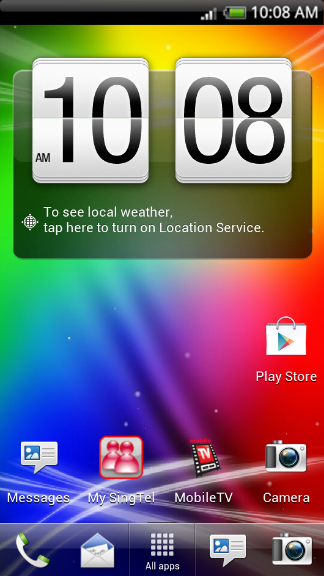 10:08 AM
AM 10 08
To see local weather,
tap here to turn on Location Service.
Play Store
Messages My SingTel MobileTV Camera
All apps